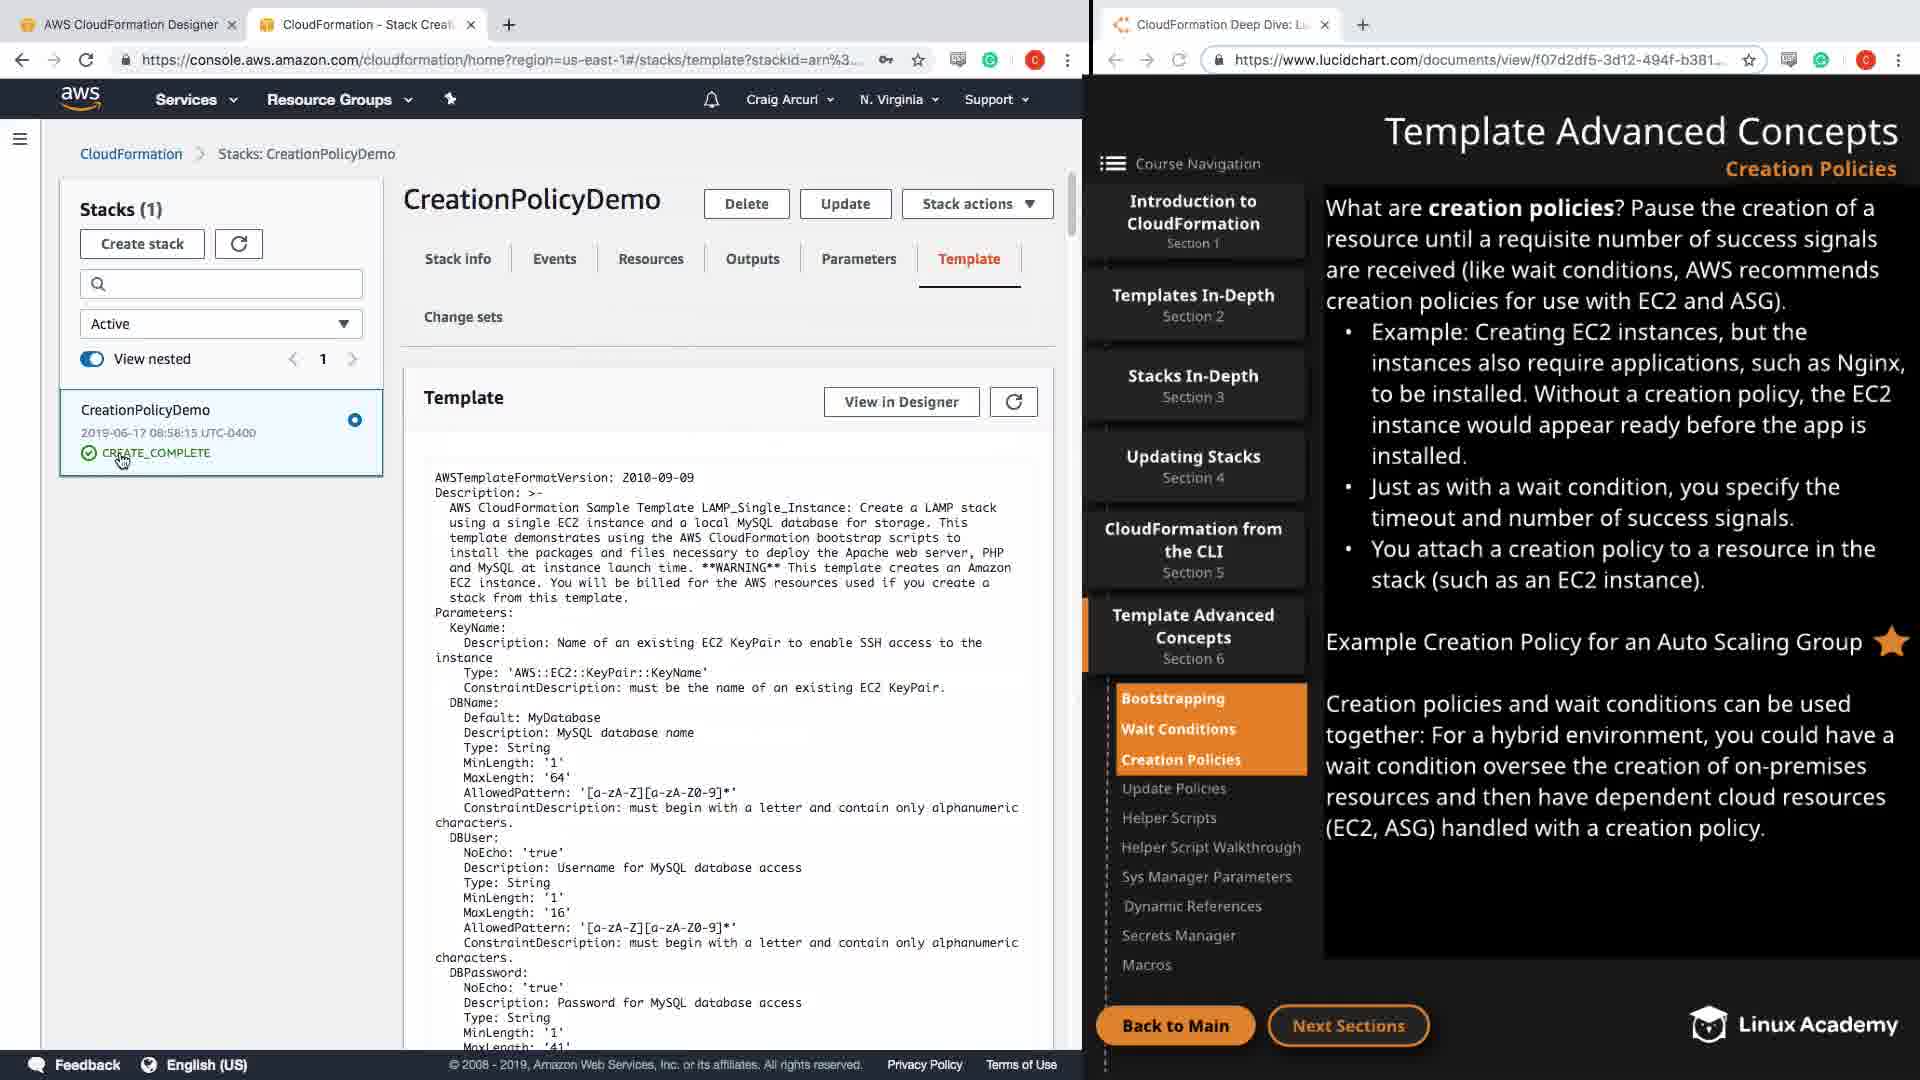 AWS CloudFormation Designer
CloudFormation - Stack Creat
CloudFormation Deep Dive: Lu
https://console.aws.amazon.com/cloudformation/home?region=us-east-1#/stacks/template?stackId=arn%3...
https://www.lucidchart.com/documents/view/f07d2df5-3d12-494f-b381...
aws
Services
Resource Groups
Craig Arcuri
N. Virginia
Support
CloudFormation
Stacks: CreationPolicyDemo
Stacks (1)
Create stack
Active
View nested
1
CreationPolicyDemo
2019-06-17 08:58:15 UTC-0400
CREATE_COMPLETE
CreationPolicyDemo
Delete
Update
Stack actions
Stack info
Events
Resources
Outputs
Parameters
Template
Change sets
Template
View in Designer
AWSTemplateFormatVersion: 2010-09-09
Description: >-
AWS CloudFormation Sample Template LAMP_Single_Instance: Create a LAMP stack
using a single EC2 instance and a local MySQL database for storage. This
template demonstrates using the AWS CloudFormation bootstrap scripts to
install the packages and files necessary to deploy the Apache web server, PHP
and MySQL at instance launch time. **WARNING** This template creates an Amazon
EC2 instance. You will be billed for the AWS resources used if you create a
stack from this template.
Parameters:
KeyName:
Description: Name of an existing EC2 KeyPair to enable SSH access to the
instance
Type: 'AWS::EC2::KeyPair::KeyName'
ConstraintDescription: must be the name of an existing EC2 KeyPair.
DBName:
Default: MyDatabase
Description: MySQL database name
Type: String
MinLength: '1'
MaxLength: '64'
AllowedPattern: '[a-zA-Z][a-zA-Z0-9]*'
ConstraintDescription: must begin with a letter and contain only alphanumeric
characters.
DBUser:
NoEcho: 'true'
Description: Username for MySQL database access
Type: String
MinLength: '1'
MaxLength: '16'
AllowedPattern: '[a-zA-Z][a-zA-Z0-9]*'
ConstraintDescription: must begin with a letter and contain only alphanumeric
characters.
DBPassword:
NoEcho: 'true'
Description: Password for MySQL database access
Type: String
MinLength: '1'
MaxLength: '41'
Feedback
English (US)
© 2008 - 2019, Amazon Web Services, Inc. or its affiliates. All rights reserved.
Privacy Policy
Terms of Use
Template Advanced Concepts
Creation Policies
Course Navigation
Introduction to
CloudFormation
Section 1
Templates In-Depth
Section 2
Stacks In-Depth
Section 3
Updating Stacks
Section 4
CloudFormation from
the CLI
Section 5
Template Advanced
Concepts
Section 6
Bootstrapping
Wait Conditions
Creation Policies
Update Policies
Helper Scripts
Helper Script Walkthrough
Sys Manager Parameters
Dynamic References
Secrets Manager
Macros
What are creation policies? Pause the creation of a
resource until a requisite number of success signals
are received (like wait conditions, AWS recommends
creation policies for use with EC2 and ASG).
• Example: Creating EC2 instances, but the
instances also require applications, such as Nginx,
to be installed. Without a creation policy, the EC2
instance would appear ready before the app is
installed.
• Just as with a wait condition, you specify the
timeout and number of success signals.
• You attach a creation policy to a resource in the
stack (such as an EC2 instance).
Example Creation Policy for an Auto Scaling Group
Creation policies and wait conditions can be used
together: For a hybrid environment, you could have a
wait condition oversee the creation of on-premises
resources and then have dependent cloud resources
(EC2, ASG) handled with a creation policy.
Back to Main
Next Sections
Linux Academy